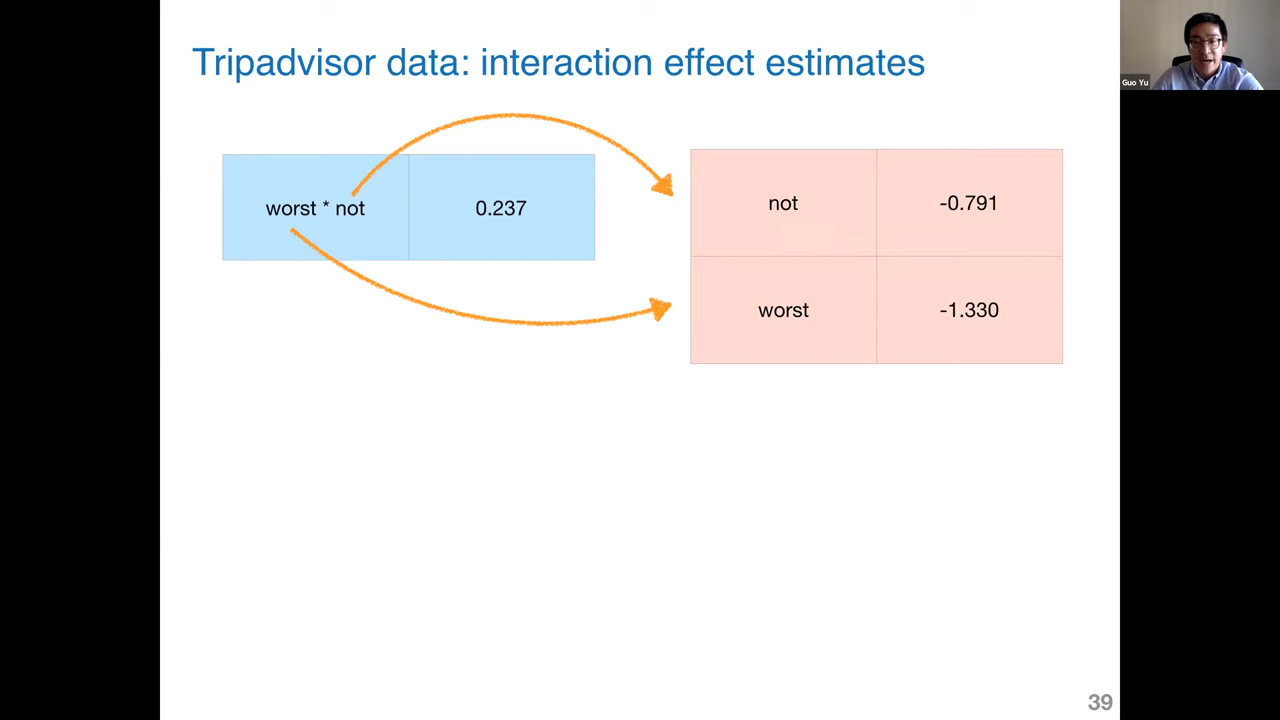 Tripadvisor data: interaction effect estimates
Guo Yu
worst * not 0.237
not -0.791
worst -1.330
39